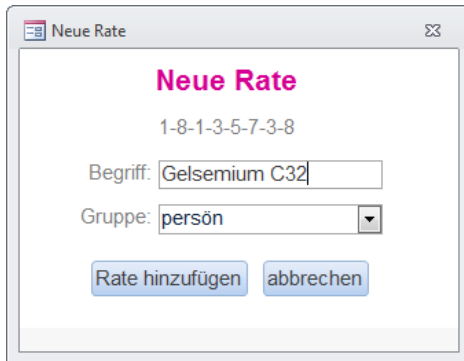 Neue Rate
Neue Rate
1-8-1-3-5-7-3-8
Begriff: Gelsemium C32
Gruppe: persön
Rate hinzufügen abbrechen